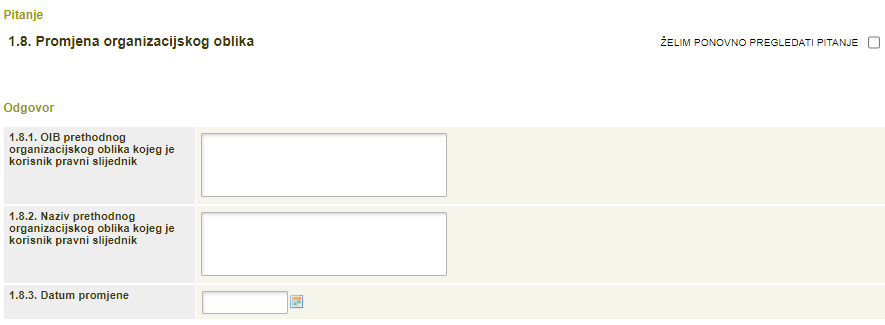 Pitanje
1.8. Promjena organizacijskog oblika
ŽELIM PONOVNO PREGLEDATI PITANJE
Odgovor
1.8.1. OIB prethodnog
organizacijskog oblika kojeg je
korisnik pravni slijednik
1.8.2. Naziv prethodnog
organizacijskog oblika kojeg je
korisnik pravni slijednik
1.8.3. Datum promjene